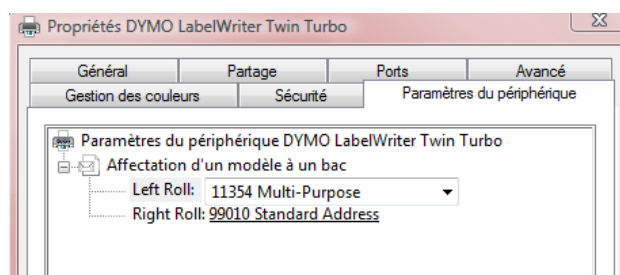 Propriétés DYMO LabelWriter Twin Turbo
Général Partage Ports Avancé
Gestion des couleurs Sécurité Paramètres du périphérique
Paramètres du périphérique DYMO LabelWriter Twin Turbo
Affectation d'un modèle à un bac
Left Roll: 11354 Multi-Purpose
Right Roll: 99010 Standard Address